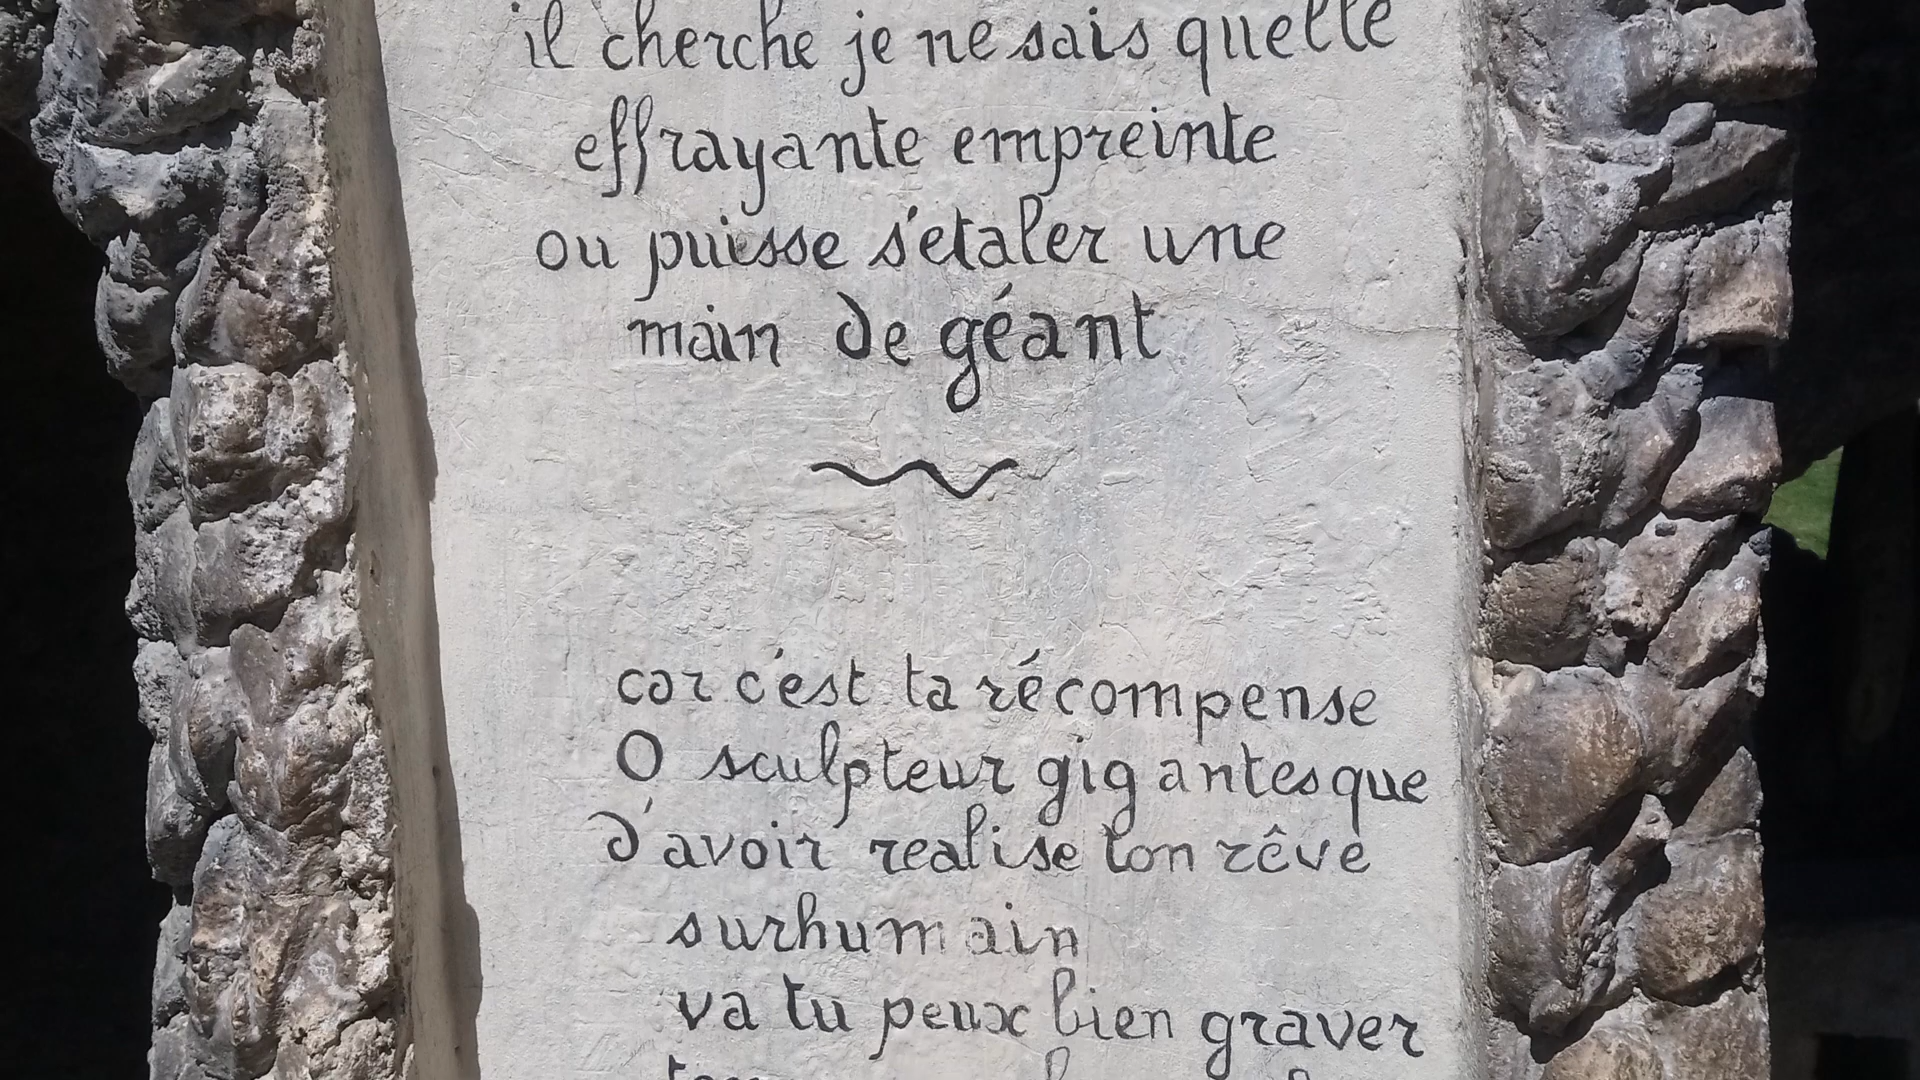 il cherche je ne sais quelle
effrayante empreinte
ou puisse s'etaler une
main de géant
car c'est ta récompense
O sculpteur gigantesque
d'avoir realise ton rêve
surhumain
va tu peux bien graver